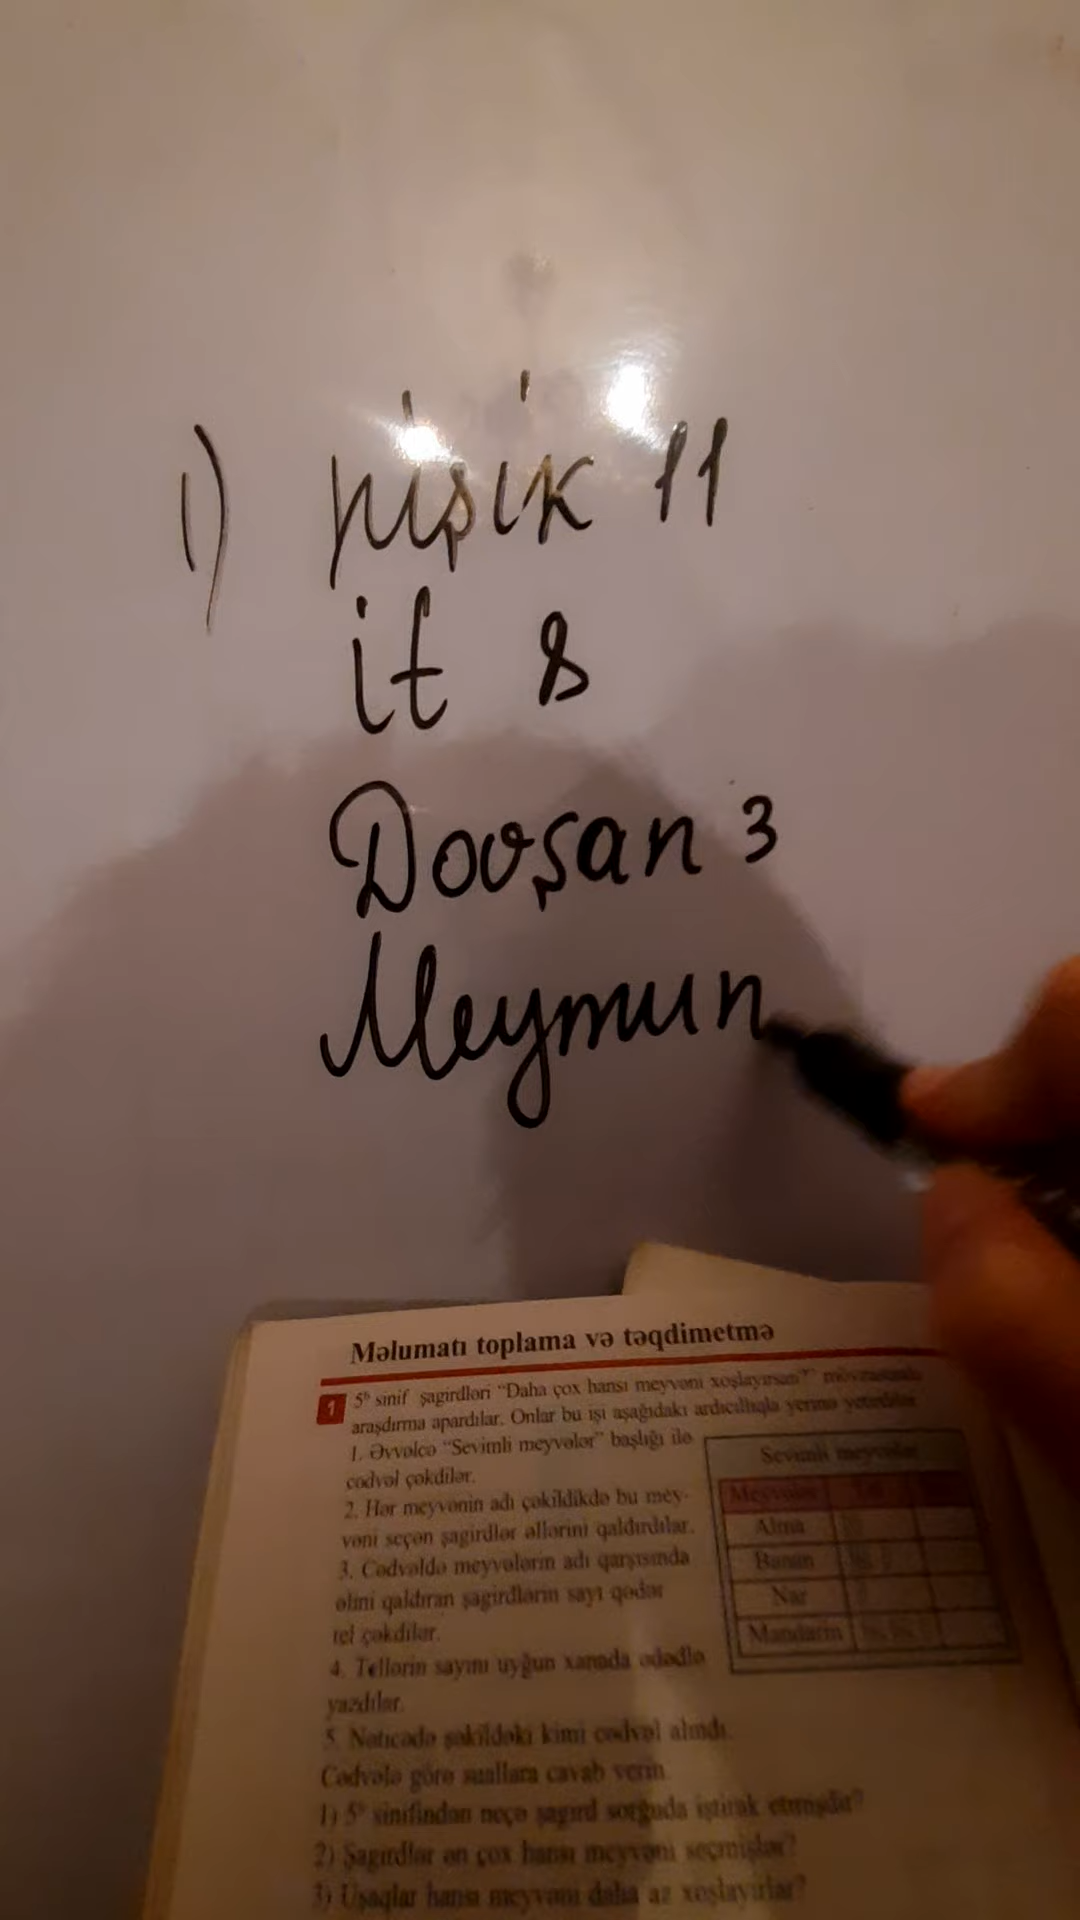 1) pişik 11
it 8
Dovşan 3
Meymun
Məlumatı toplama və təqdimetmə
1 5ᵇ sinif şagirdləri “Daha çox hansı meyvəni xoşlayırsan?” mövzusunda
araşdırma apardılar. Onlar bu işi aşağıdakı ardıcıllıqla yerinə yetirdilər.
1. Əvvəlcə “Sevimli meyvələr” başlığı ilə
cədvəl çəkdilər.
2. Hər meyvənin adı çəkildikdə bu mey-
vəni seçən şagirdlər əllərini qaldırdılar.
3. Cədvəldə meyvələrin adı qarşısında
əlini qaldıran şagirdlərin sayı qədər
tel çəkdilər.
4. Tellərin sayını uyğun xanada ədədlə
yazdılar.
5. Nəticədə şəkildəki kimi cədvəl alındı.
Cədvələ görə suallara cavab verin.
1) 5ᵇ sinifindən neçə şagird sorğuda iştirak etmişdir?
2) Şagirdlər ən çox hansı meyvəni seçmişlər?
3) Uşaqlar hansı meyvəni daha az xoşlayırlar?
Sevimli meyvələr
Meyvələr Tel
Alma
Banan
Nar
Mandarin